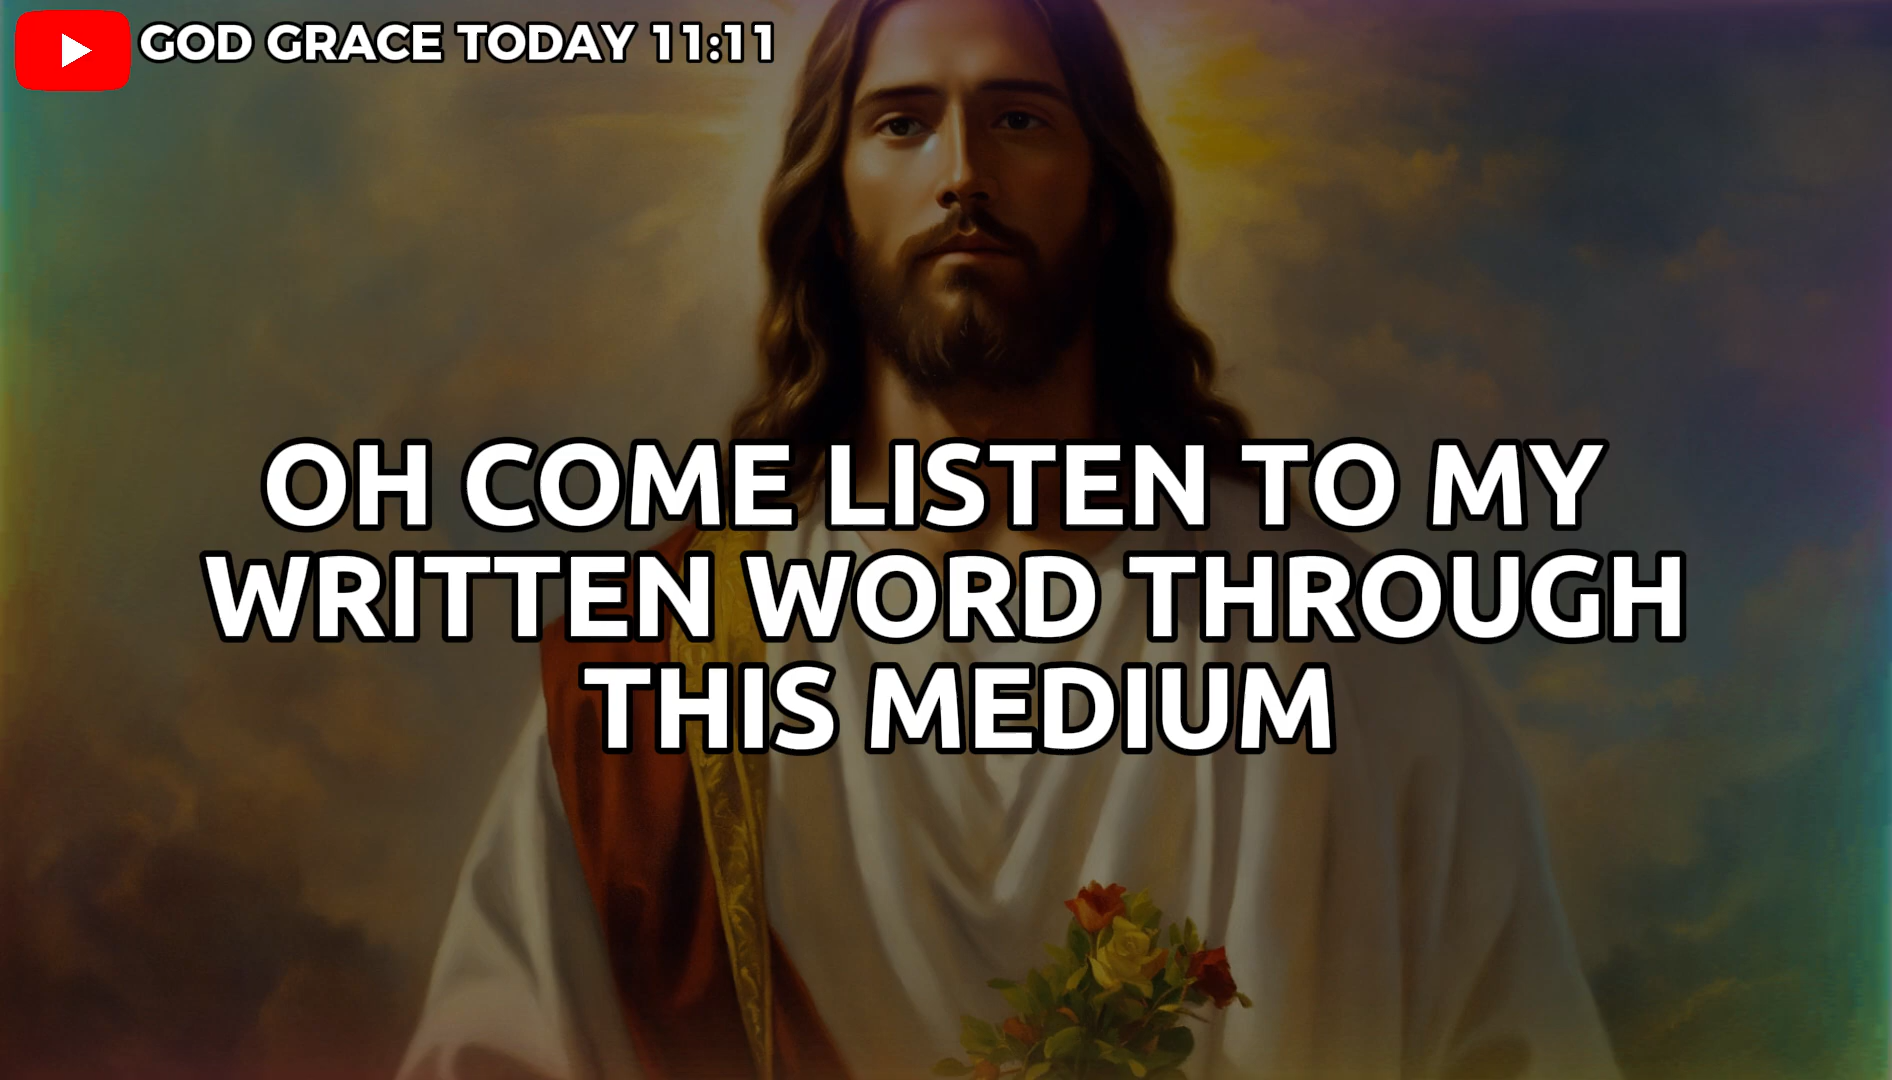 GOD GRACE TODAY 11:11
OH COME LISTEN TO MY
WRITTEN WORD THROUGH
THIS MEDIUM